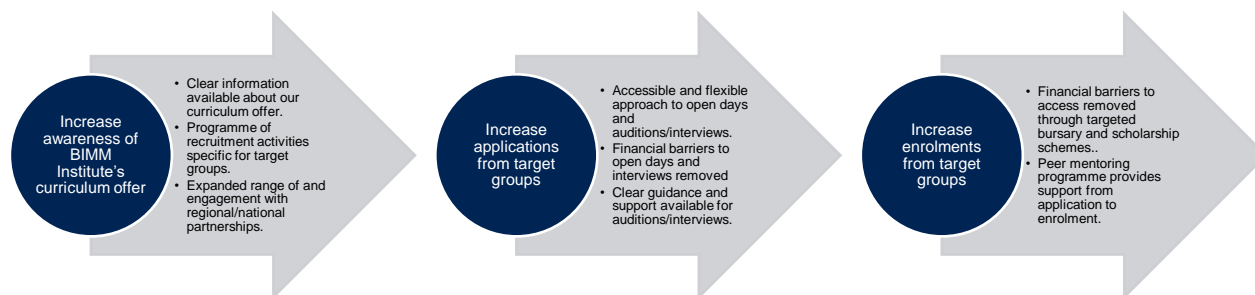 Increase
awareness of
BIMM
Institute's
curriculum offer
• Clear information
available about our
curriculum offer.
• Programme of
recruitment activities
specific for target
groups.
• Expanded range of and
engagement with
regional/national
partnerships.
Increase
applications
from target
groups
• Accessible and flexible
approach to open days
and
auditions/interviews.
• Financial barriers to
open days and
interviews removed
• Clear guidance and
support available for
auditions/interviews.
Increase
enrolments
from target
groups
• Financial barriers to
access removed
through targeted
bursary and scholarship
schemes..
• Peer mentoring
programme provides
support from
application to
enrolment.